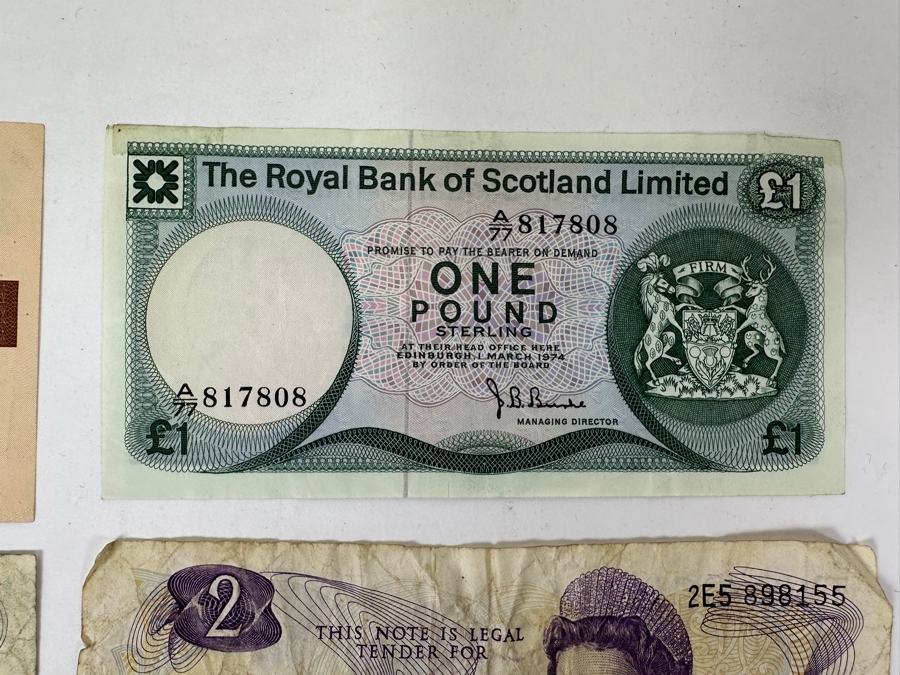 The Royal Bank of Scotland Limited
£1
A/77 817808
PROMISE TO PAY THE BEARER ON DEMAND
ONE
POUND
STERLING
AT THEIR HEAD OFFICE HERE
EDINBURGH, 1 MARCH 1974
BY ORDER OF THE BOARD
J. B. Burke
MANAGING DIRECTOR
FIRM
A/77 817808
£1
£1
2
2E5 898155
THIS NOTE IS LEGAL
TENDER FOR